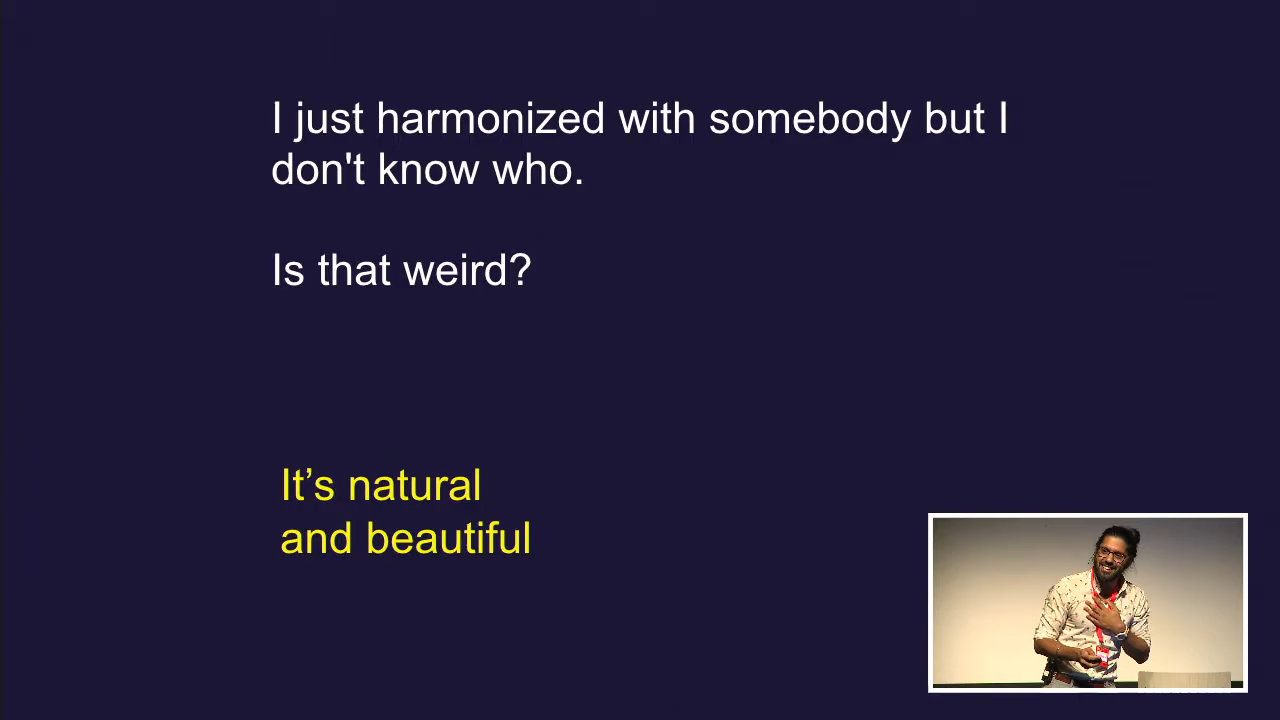 I just harmonized with somebody but I
don't know who.
Is that weird?
It’s natural
and beautiful